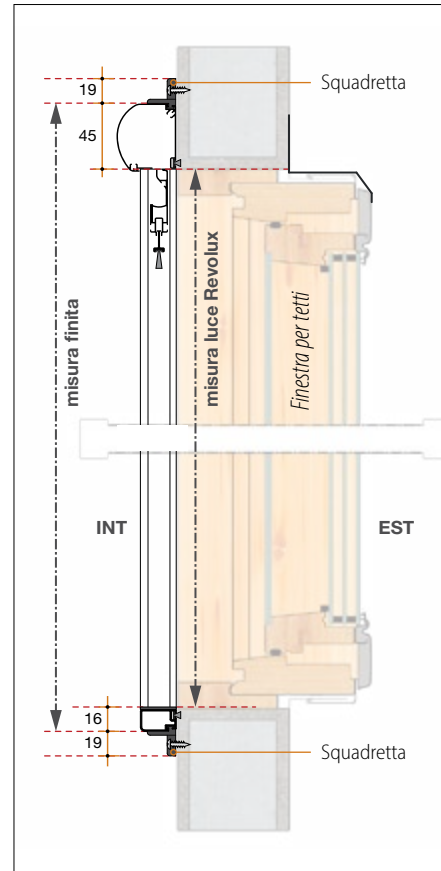 Squadretta
19
45
misura finita
misura luce Revolux
Finestra per tetti
INT
EST
16
19
Squadretta